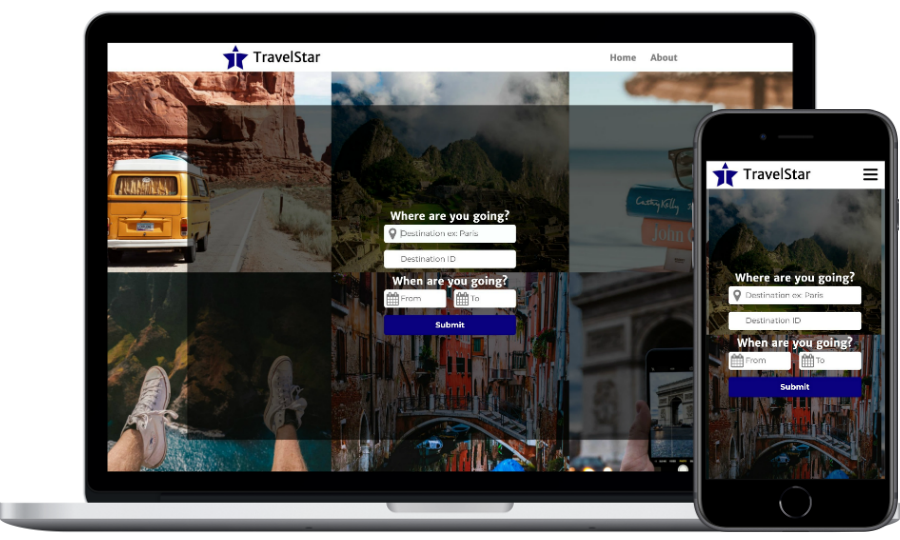 TravelStar
Home About
Where are you going?
Destination ex: Paris
Destination ID
When are you going?
From To
Submit
TravelStar
Where are you going?
Destination ex: Paris
Destination ID
When are you going?
From To
Submit